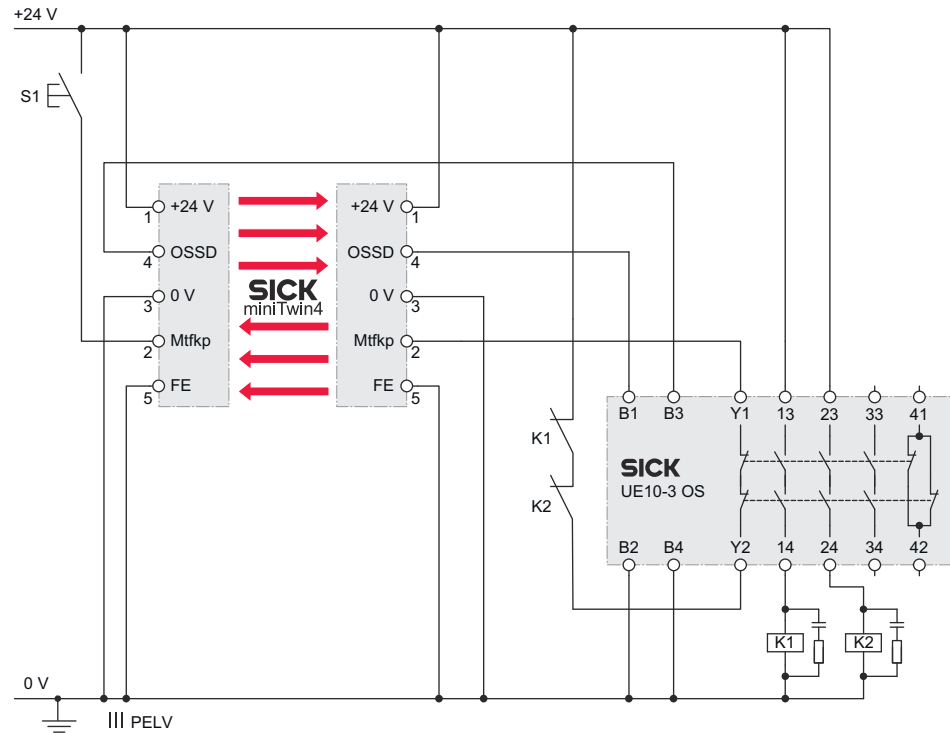 +24 V
S1
+24 V
1
OSSD
4
0 V
3
Mtfkp
2
FE
5
SICK
miniTwin4
+24 V
1
OSSD
4
0 V
3
Mtfkp
2
FE
5
K1
K2
B1 B3 Y1 13 23 33 41
SICK
UE10-3 OS
B2 B4 Y2 14 24 34 42
K1
K2
0 V
PELV